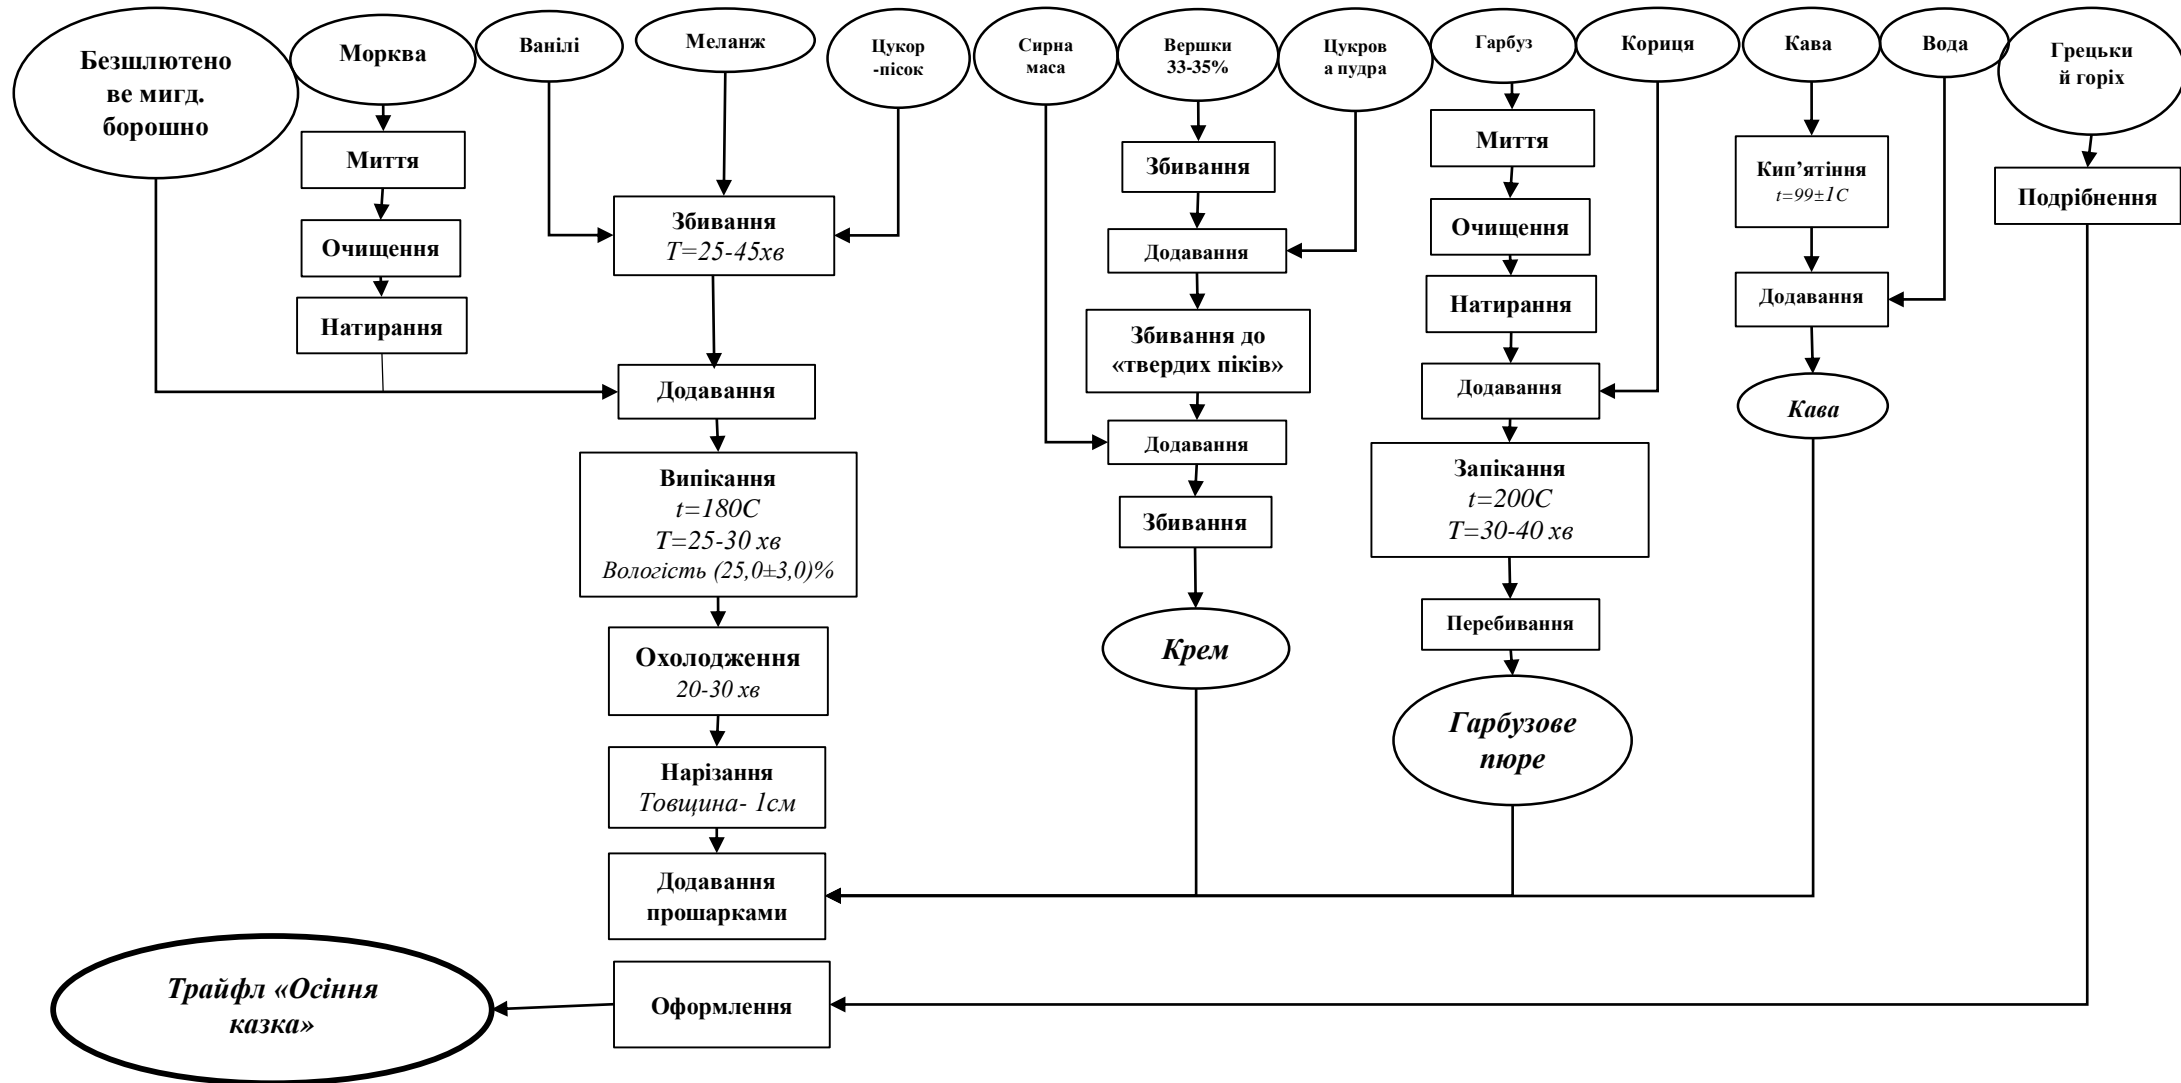 Безшлютено
ве мигд.
борошно
Морква
Ванілі
Меланж
Цукор
-пісок
Сирна
маса
Вершки
33-35%
Цукров
а пудра
Гарбуз
Кориця
Кава
Вода
Грецьки
й горіх
Миття
Очищення
Натирання
Збивання
T=25-45хв
Додавання
Випікання
t=180C
T=25-30 хв
Вологість (25,0±3,0)%
Охолодження
20-30 хв
Нарізання
Товщина- 1см
Додавання
прошарками
Оформлення
Трайфл «Осіння
казка»
Збивання
Додавання
Збивання до
«твердих піків»
Додавання
Збивання
Крем
Миття
Очищення
Натирання
Додавання
Запікання
t=200C
T=30-40 хв
Перебивання
Гарбузове
пюре
Кип’ятіння
t=99±1C
Додавання
Кава
Подрібнення